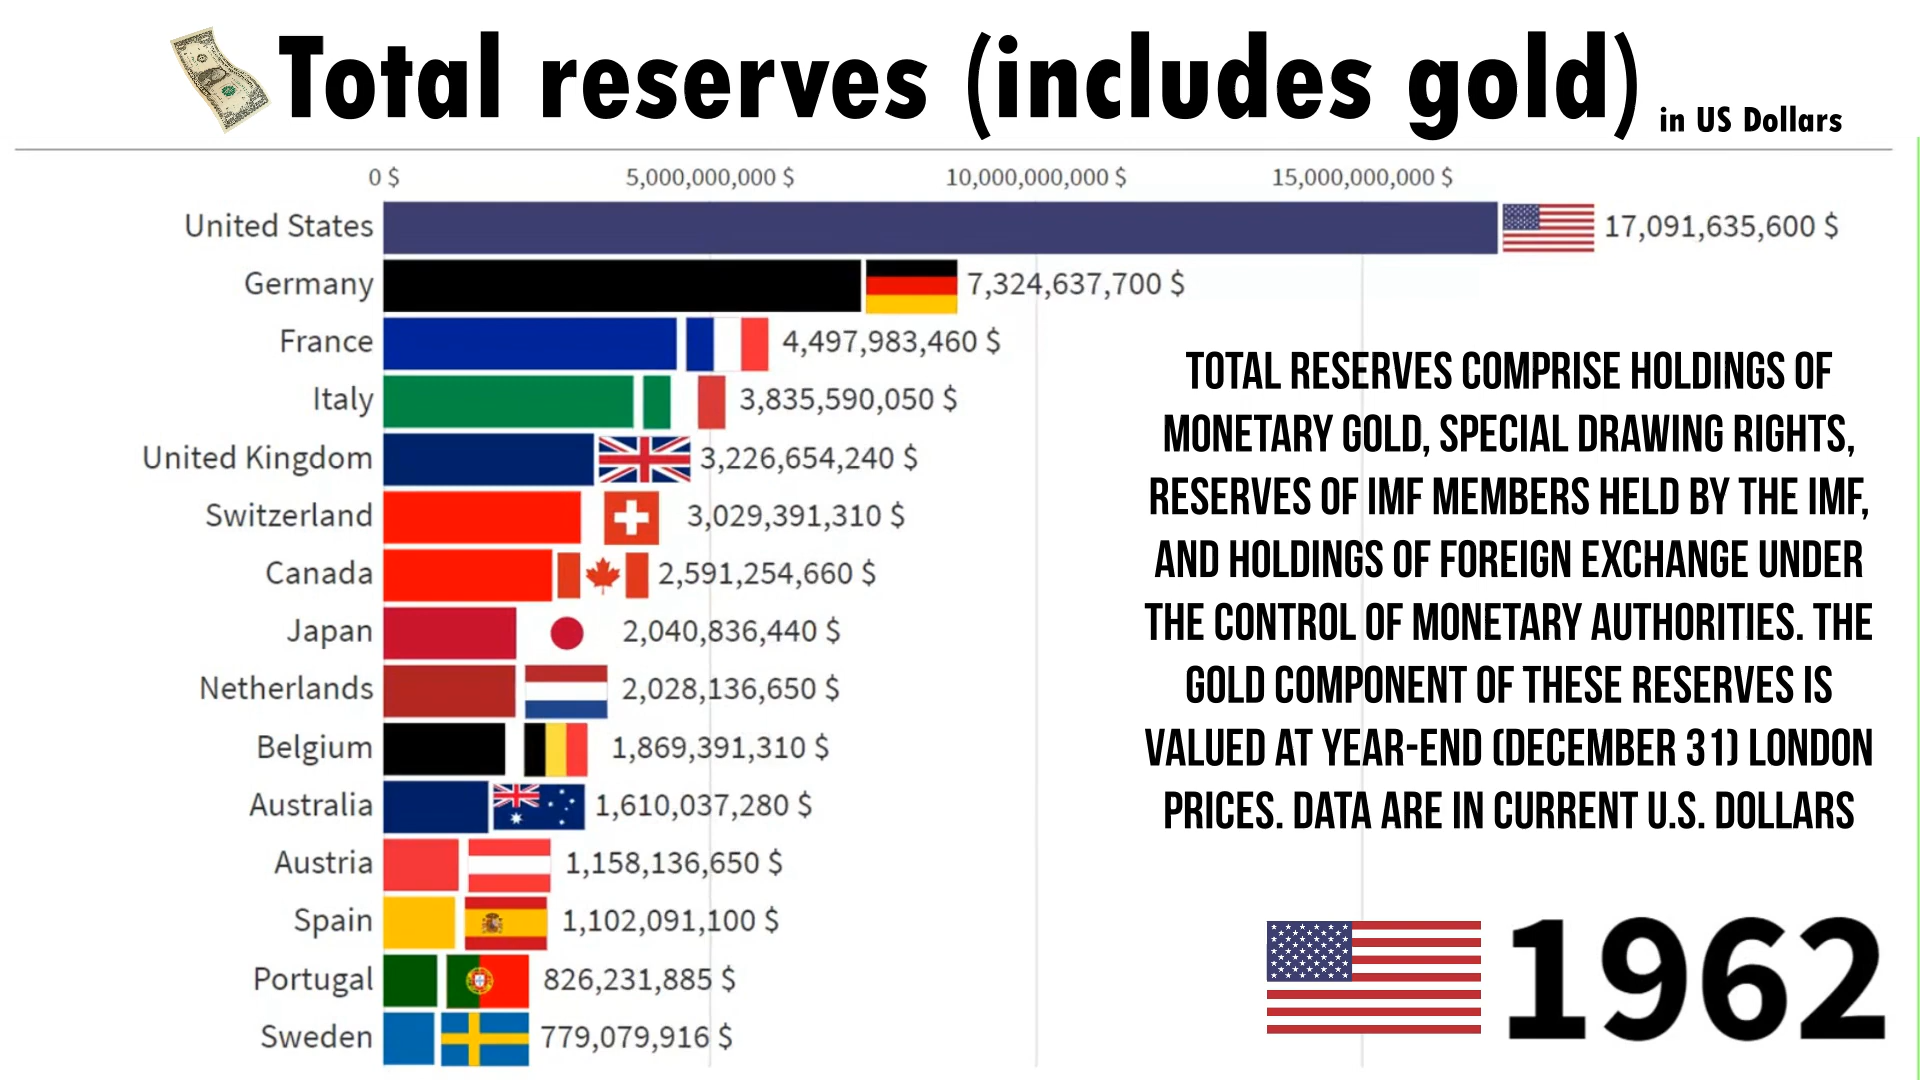 Total reserves (includes gold) in US Dollars
0 $ 5,000,000,000 $ 10,000,000,000 $ 15,000,000,000 $
United States 17,091,635,600 $
Germany 7,324,637,700 $
France 4,497,983,460 $
Italy 3,835,590,050 $
United Kingdom 3,226,654,240 $
Switzerland 3,029,391,310 $
Canada 2,591,254,660 $
Japan 2,040,836,440 $
Netherlands 2,028,136,650 $
Belgium 1,869,391,310 $
Australia 1,610,037,280 $
Austria 1,158,136,650 $
Spain 1,102,091,100 $
Portugal 826,231,885 $
Sweden 779,079,916 $
TOTAL RESERVES COMPRISE HOLDINGS OF
MONETARY GOLD, SPECIAL DRAWING RIGHTS,
RESERVES OF IMF MEMBERS HELD BY THE IMF,
AND HOLDINGS OF FOREIGN EXCHANGE UNDER
THE CONTROL OF MONETARY AUTHORITIES. THE
GOLD COMPONENT OF THESE RESERVES IS
VALUED AT YEAR-END (DECEMBER 31) LONDON
PRICES. DATA ARE IN CURRENT U.S. DOLLARS
1962